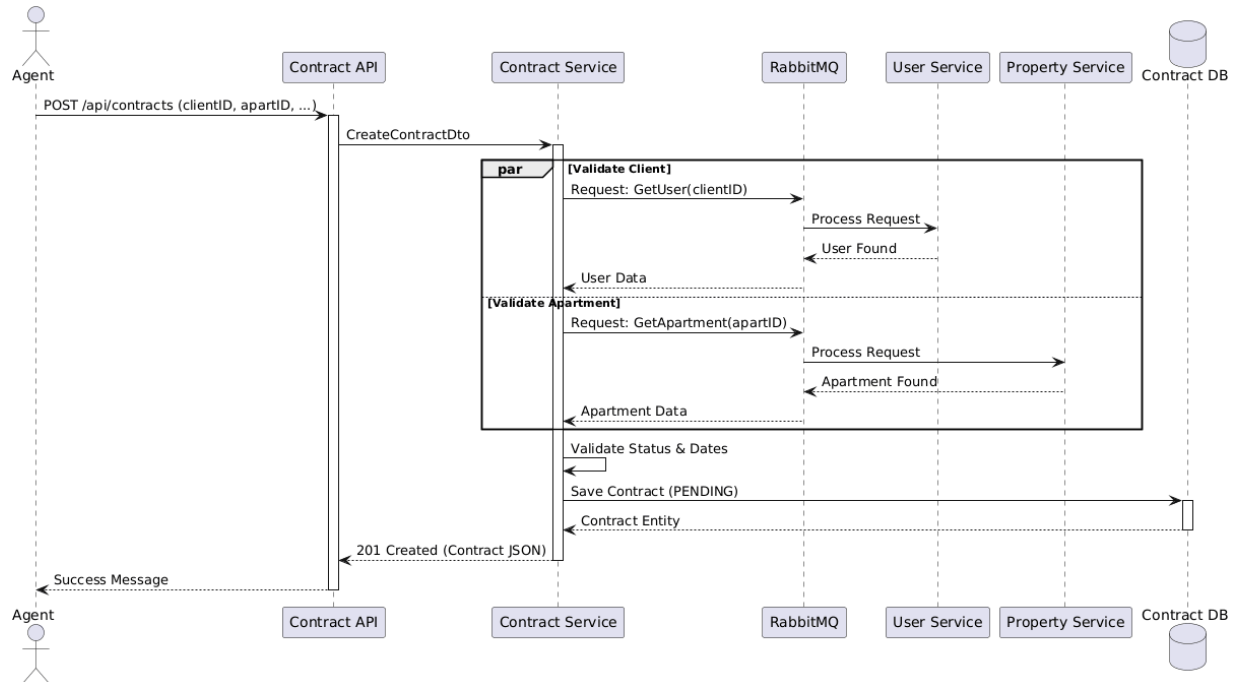 Agent
Contract API
Contract Service
RabbitMQ
User Service
Property Service
Contract DB
POST /api/contracts (clientID, apartID, ...)
CreateContractDto
par
[Validate Client]
Request: GetUser(clientID)
Process Request
User Found
User Data
[Validate Apartment]
Request: GetApartment(apartID)
Process Request
Apartment Found
Apartment Data
Validate Status & Dates
Save Contract (PENDING)
Contract Entity
201 Created (Contract JSON)
Success Message
Agent
Contract API
Contract Service
RabbitMQ
User Service
Property Service
Contract DB